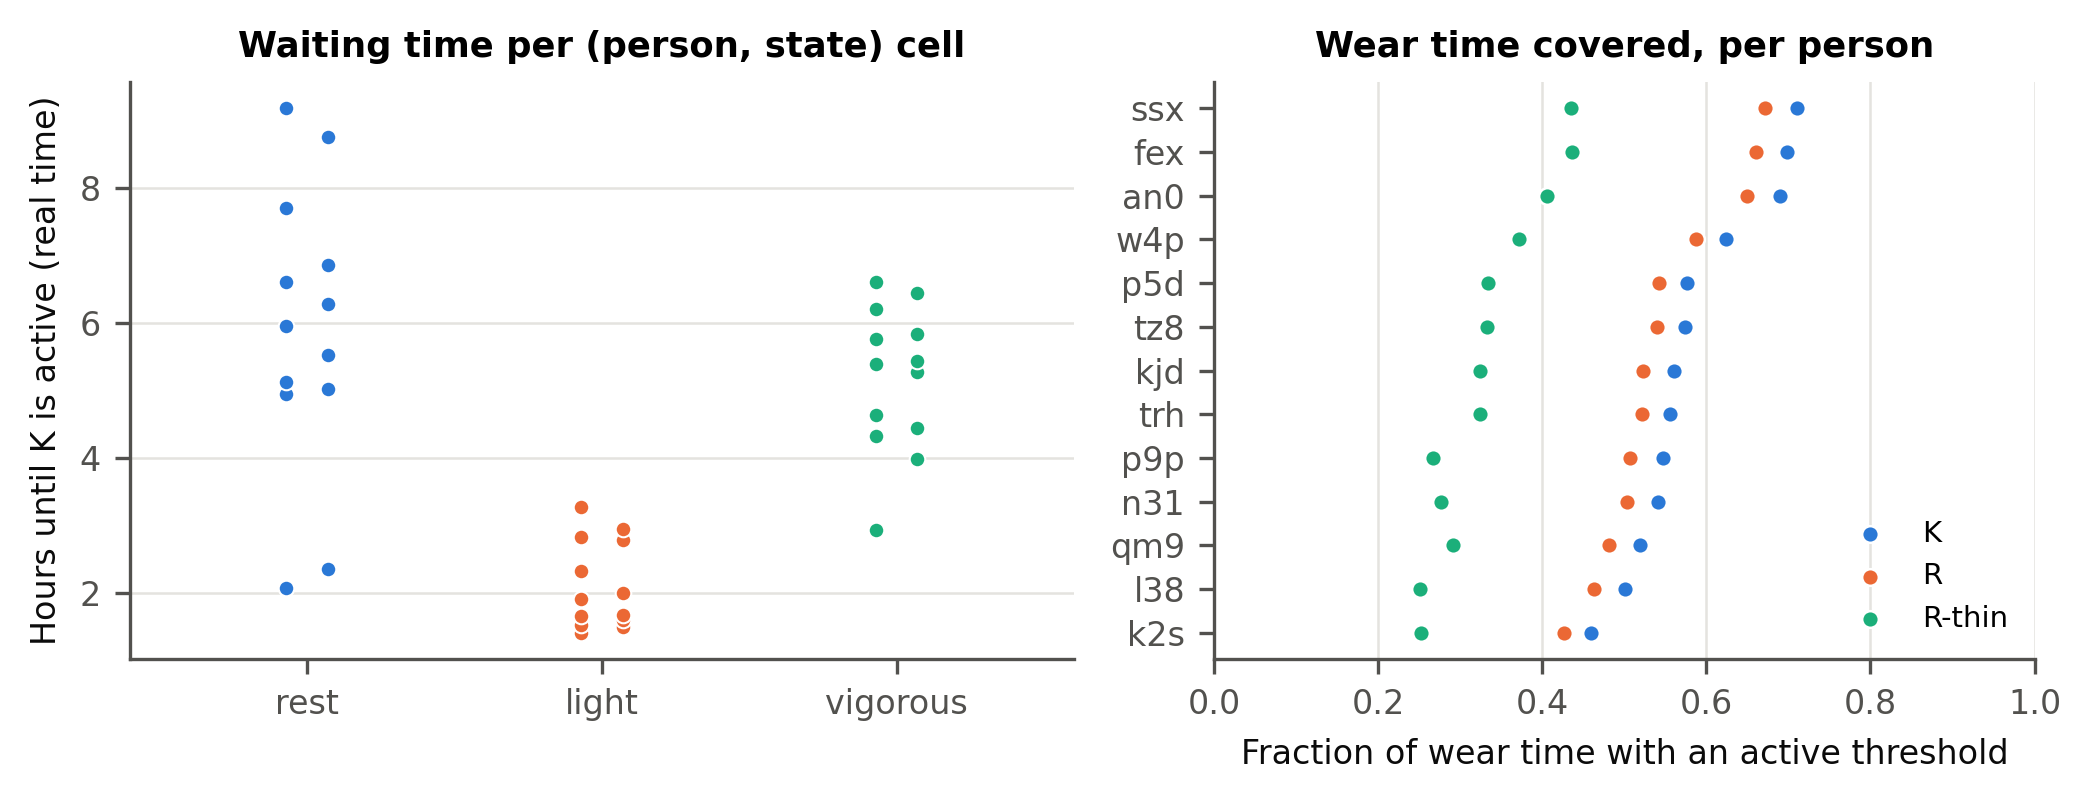 Waiting time per (person, state) cell
Hours until K is active (real time)
8
6
4
2
rest light vigorous
Wear time covered, per person
ssx
fex
an0
w4p
p5d
tz8
kjd
trh
p9p
n31
qm9
l38
k2s
K
R
R-thin
0.0 0.2 0.4 0.6 0.8 1.0
Fraction of wear time with an active threshold